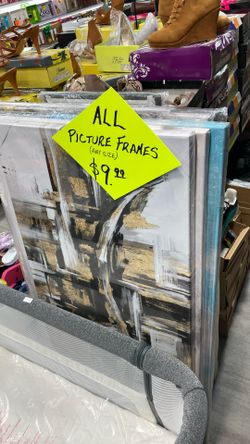 ALL
PICTURE FRAMES
(ANY SIZE)
$9.99